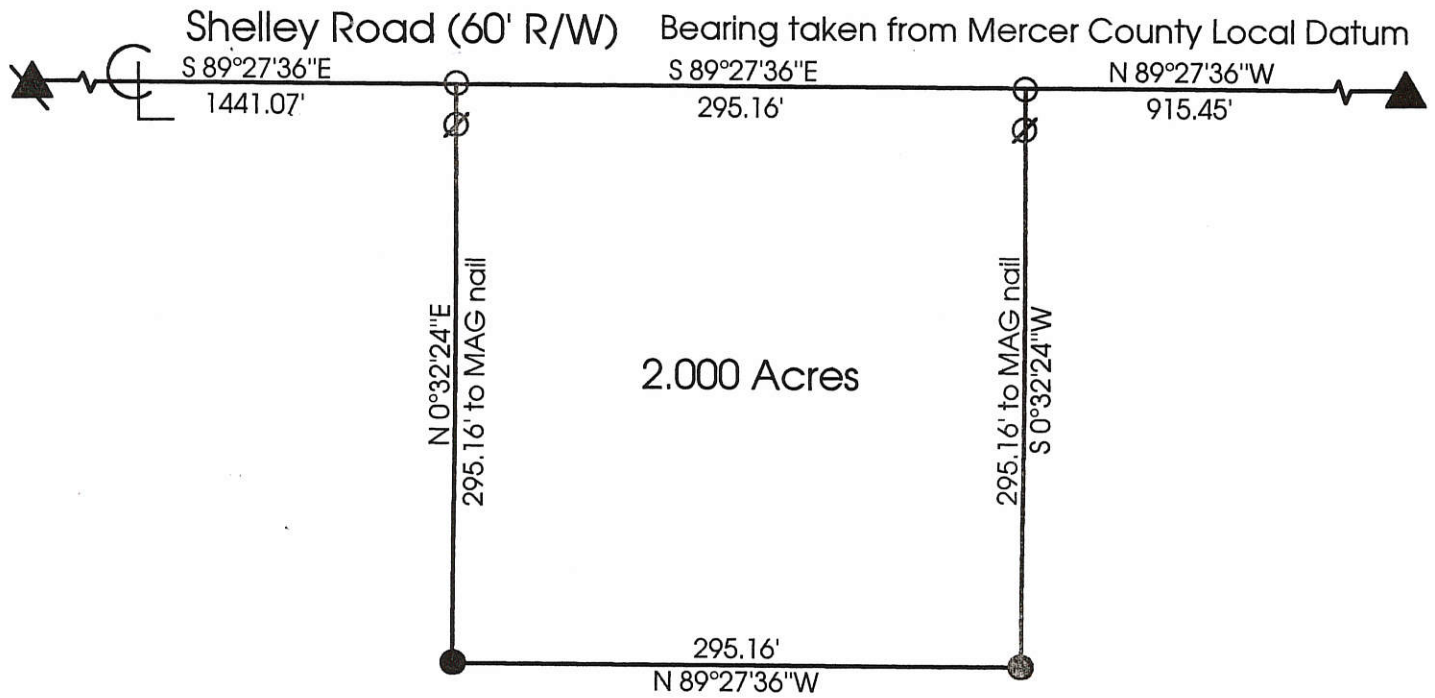 Shelley Road (60' R/W) Bearing taken from Mercer County Local Datum
S 89°27'36"E
1441.07'
S 89°27'36"E
295.16'
N 89°27'36"W
915.45'
CL
N 0°32'24"E
295.16' to MAG nail
2.000 Acres
295.16' to MAG nail
S 0°32'24"W
295.16'
N 89°27'36"W